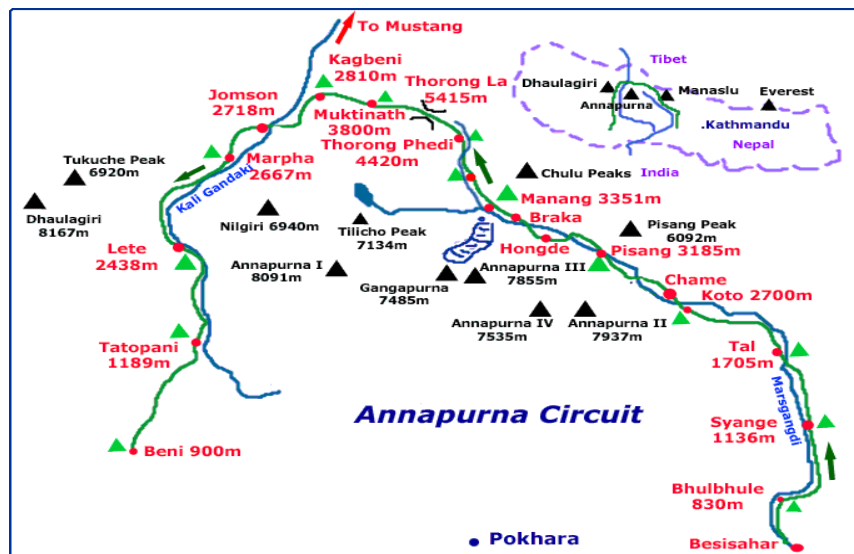 To Mustang
Kagbeni
2810m
Thorong La
5415m
Jomson
2718m
Muktinath
3800m
Thorong Phedi
4420m
Marpha
2667m
Tukuche Peak
6920m
Kali Gandaki
Dhaulagiri
8167m
Nilgiri 6940m
Tilicho Peak
7134m
Lete
2438m
Annapurna I
8091m
Gangapurna
7485m
Annapurna III
7855m
Annapurna IV
7535m
Annapurna II
7937m
Tatopani
1189m
Beni 900m
Tibet
Dhaulagiri
Manaslu
Everest
Annapurna
.Kathmandu
Nepal
India
Chulu Peaks
Manang 3351m
Braka
Hongde
Pisang Peak
6092m
Pisang 3185m
Chame
Koto 2700m
Tal
1705m
Marsgangdi
Syange
1136m
Bhulbhule
830m
Besisahar
Annapurna Circuit
Pokhara